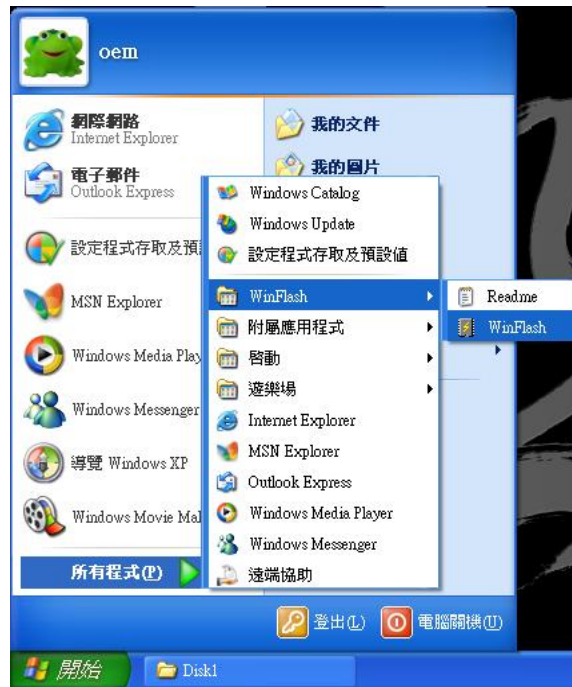 oem
網際網路
Internet Explorer
電子郵件
Outlook Express
設定程式存取及預
MSN Explorer
Windows Media Play
Windows Messenger
導覽 Windows XP
Windows Movie Mal
所有程式(P)
我的文件
我的圖片
Windows Catalog
Windows Update
設定程式存取及預設值
WinFlash
附屬應用程式
啟動
遊樂場
Internet Explorer
MSN Explorer
Outlook Express
Windows Media Player
Windows Messenger
遠端協助
Readme
WinFlash
登出(L)
電腦關機(U)
開始
Disk1